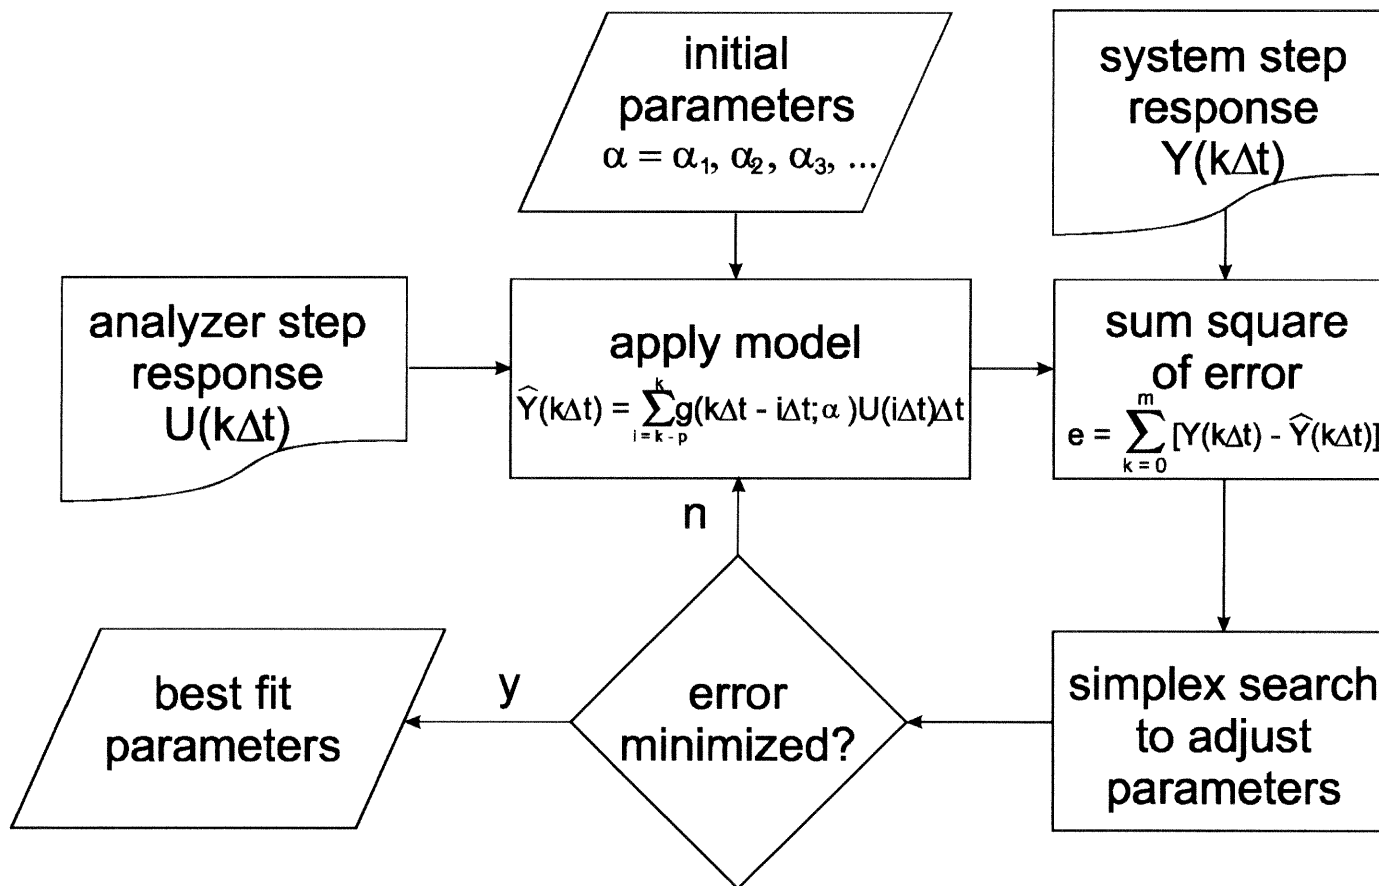 initial
parameters
α = α₁, α₂, α₃, ...
system step
response
Y(kΔt)
analyzer step
response
U(kΔt)
apply model
Ŷ(kΔt) = ∑_{i = k - p}^{k} g(kΔt - iΔt; α )U(iΔt)Δt
sum square
of error
e = ∑_{k = 0}^{m} [Y(kΔt) - Ŷ(kΔt)]
n
best fit
parameters
y
error
minimized?
simplex search
to adjust
parameters